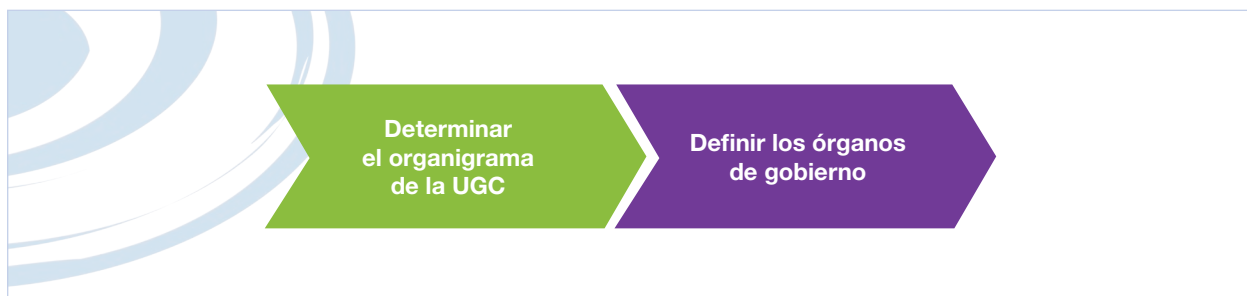 Determinar
el organigrama
de la UGC
Definir los órganos
de gobierno